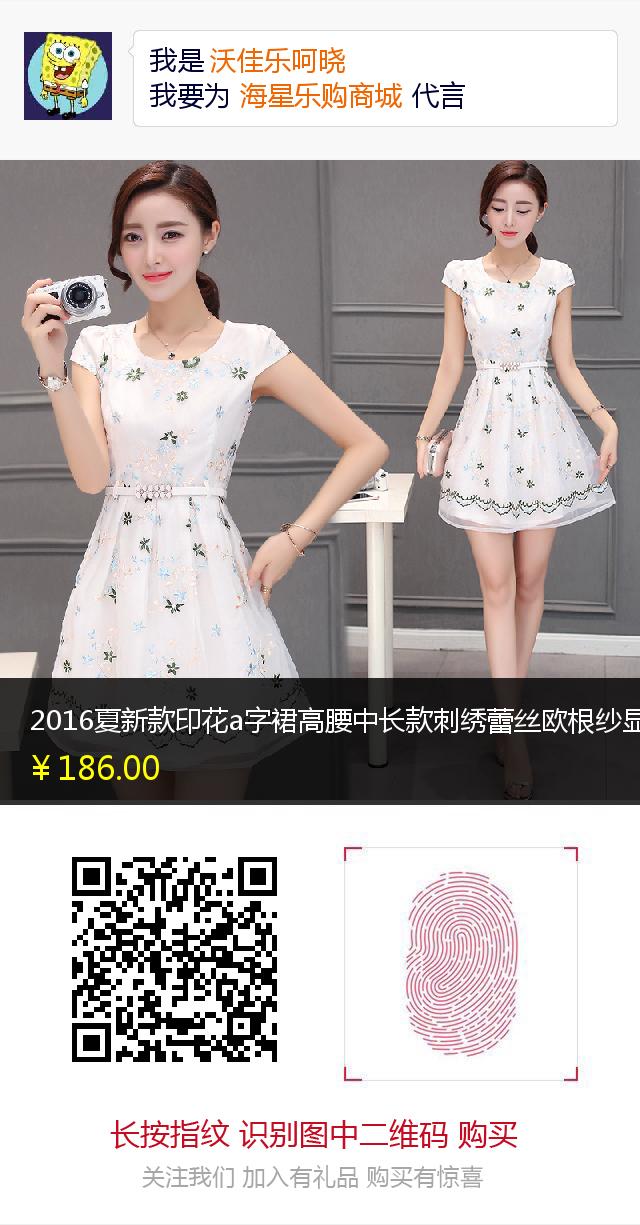 我是 沃佳乐呵晓
我要为 海星乐购商城 代言
2016夏新款印花a字裙高腰中长款刺绣蕾丝欧根纱显
¥186.00
长按指纹 识别图中二维码 购买
关注我们 加入有礼品 购买有惊喜